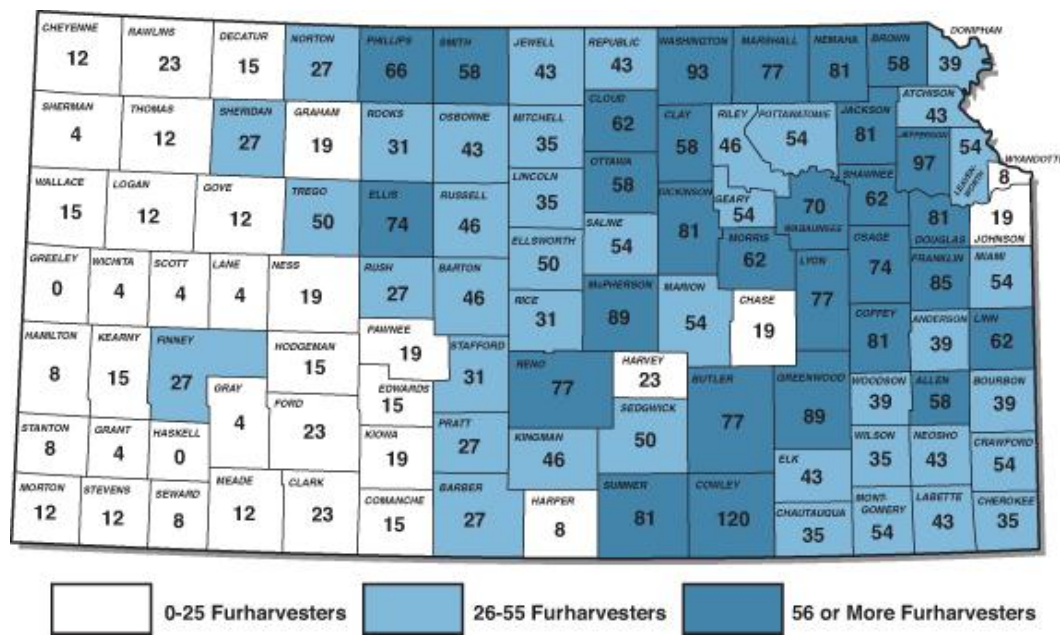 CHEYENNE
12
RAWLINS
23
DECATUR
15
NORTON
27
PHILLIPS
66
SMITH
58
JEWELL
43
REPUBLIC
43
WASHINGTON
93
MARSHALL
77
NEMAHA
81
BROWN
58
DONIPHAN
39
SHERMAN
4
THOMAS
12
SHERIDAN
27
GRAHAM
19
ROOKS
31
OSBORNE
43
MITCHELL
35
CLOUD
62
CLAY
58
RILEY
46
POTTAWATOMIE
54
JACKSON
81
ATCHISON
43
JEFFERSON
97
54
LEAVEN-
WORTH
WYANDOTTE
8
WALLACE
15
LOGAN
12
GOVE
12
TREGO
50
ELLIS
74
RUSSELL
46
LINCOLN
35
OTTAWA
58
DICKINSON
81
GEARY
54
70
WABAUNSEE
SHAWNEE
62
81
DOUGLAS
19
JOHNSON
GREELEY
0
WICHITA
4
SCOTT
4
LANE
4
NESS
19
RUSH
27
BARTON
46
ELLSWORTH
50
SALINE
54
MORRIS
62
LYON
77
OSAGE
74
FRANKLIN
85
MIAMI
54
HAMILTON
8
KEARNY
15
FINNEY
27
HODGEMAN
15
PAWNEE
19
STAFFORD
31
RICE
31
McPHERSON
89
MARION
54
CHASE
19
COFFEY
81
ANDERSON
39
LINN
62
GRAY
4
FORD
23
EDWARDS
15
RENO
77
HARVEY
23
BUTLER
77
GREENWOOD
89
WOODSON
39
ALLEN
58
BOURBON
39
STANTON
8
GRANT
4
HASKELL
0
KIOWA
19
PRATT
27
KINGMAN
46
SEDGWICK
50
ELK
43
WILSON
35
NEOSHO
43
CRAWFORD
54
MORTON
12
STEVENS
12
SEWARD
8
MEADE
12
CLARK
23
COMANCHE
15
BARBER
27
HARPER
8
SUMNER
81
COWLEY
120
CHAUTAUQUA
35
MONT-
GOMERY
54
LABETTE
43
CHEROKEE
35
0-25 Furharvesters
26-55 Furharvesters
56 or More Furharvesters